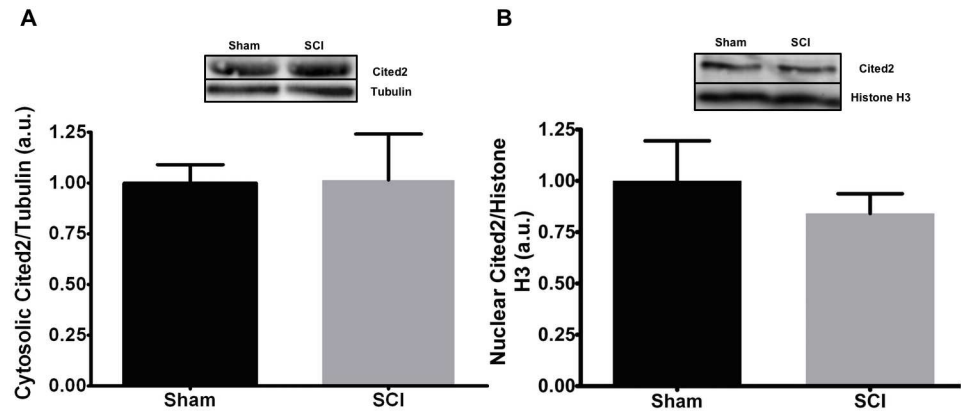 A
Sham SCI
Cited2
Tubulin
Cytosolic Cited2/Tubulin (a.u.)
1.25
1.00
0.75
0.50
0.25
0.00
Sham SCI
B
Sham SCI
Cited2
Histone H3
Nuclear Cited2/Histone
H3 (a.u.)
1.25
1.00
0.75
0.50
0.25
0.00
Sham SCI